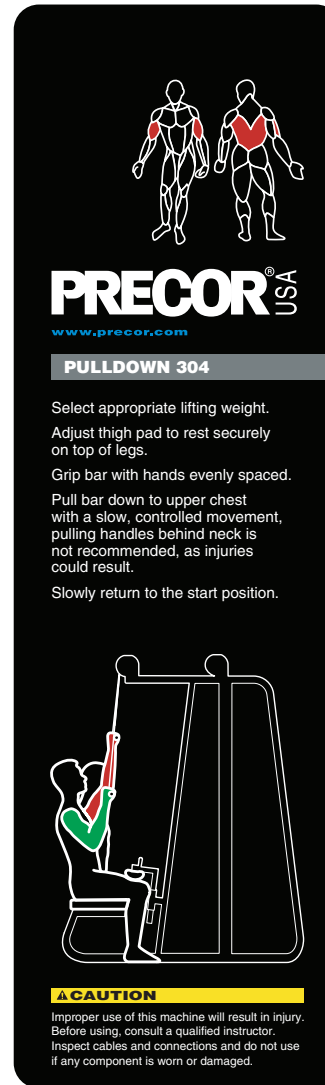 PRECOR® USA
www.precor.com
PULLDOWN 304
Select appropriate lifting weight.
Adjust thigh pad to rest securely
on top of legs.
Grip bar with hands evenly spaced.
Pull bar down to upper chest
with a slow, controlled movement,
pulling handles behind neck is
not recommended, as injuries
could result.
Slowly return to the start position.
CAUTION
Improper use of this machine will result in injury.
Before using, consult a qualified instructor.
Inspect cables and connections and do not use
if any component is worn or damaged.